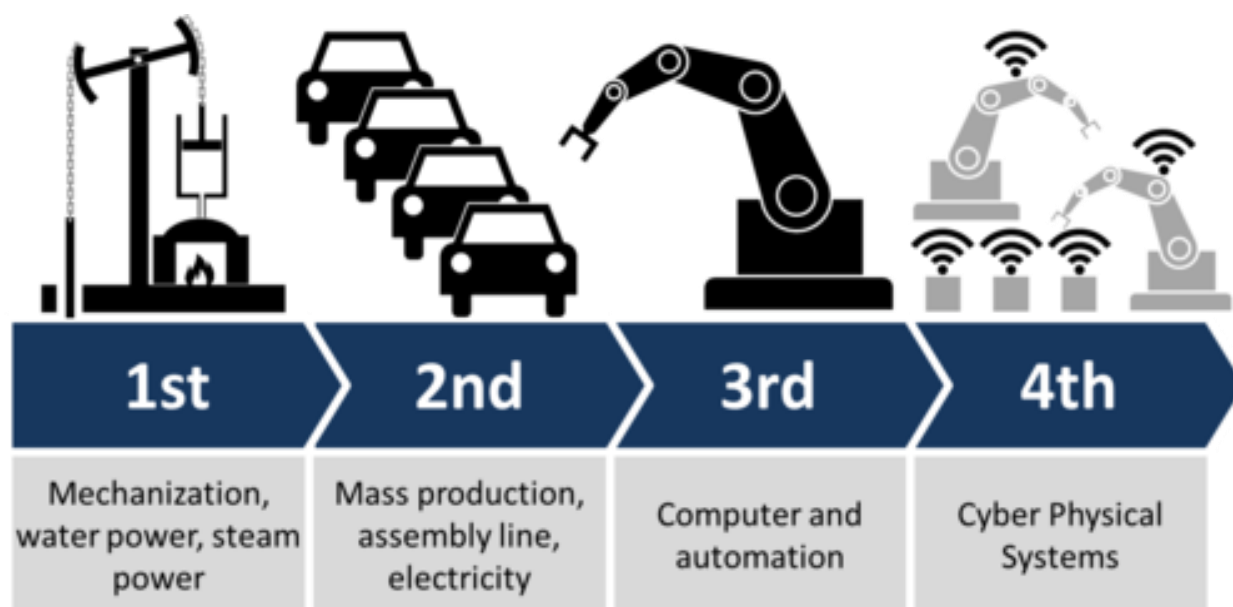 1st
2nd
3rd
4th
Mechanization,
water power, steam
power
Mass production,
assembly line,
electricity
Computer and
automation
Cyber Physical
Systems